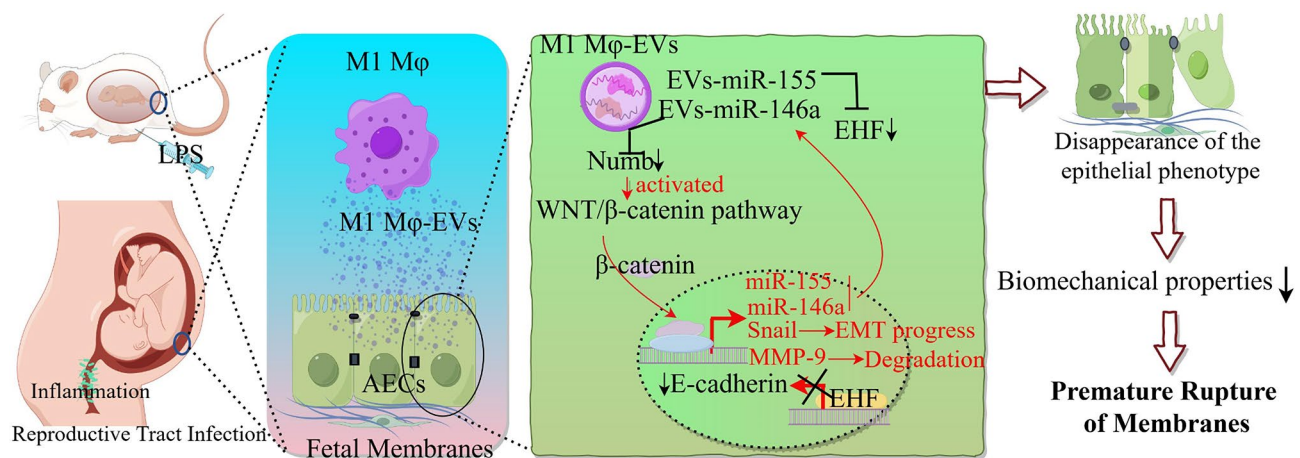 LPS
Inflammation
Reproductive Tract Infection
M1 Mφ
M1 Mφ-EVs
AECs
Fetal Membranes
M1 Mφ-EVs
EVs-miR-155
EVs-miR-146a
EHF↓
Numb↓
↓activated
WNT/β-catenin pathway
β-catenin
miR-155
miR-146a
Snail→EMT progress
MMP-9→Degradation
↓E-cadherin
EHF
Disappearance of the
epithelial phenotype
Biomechanical properties↓
Premature Rupture
of Membranes